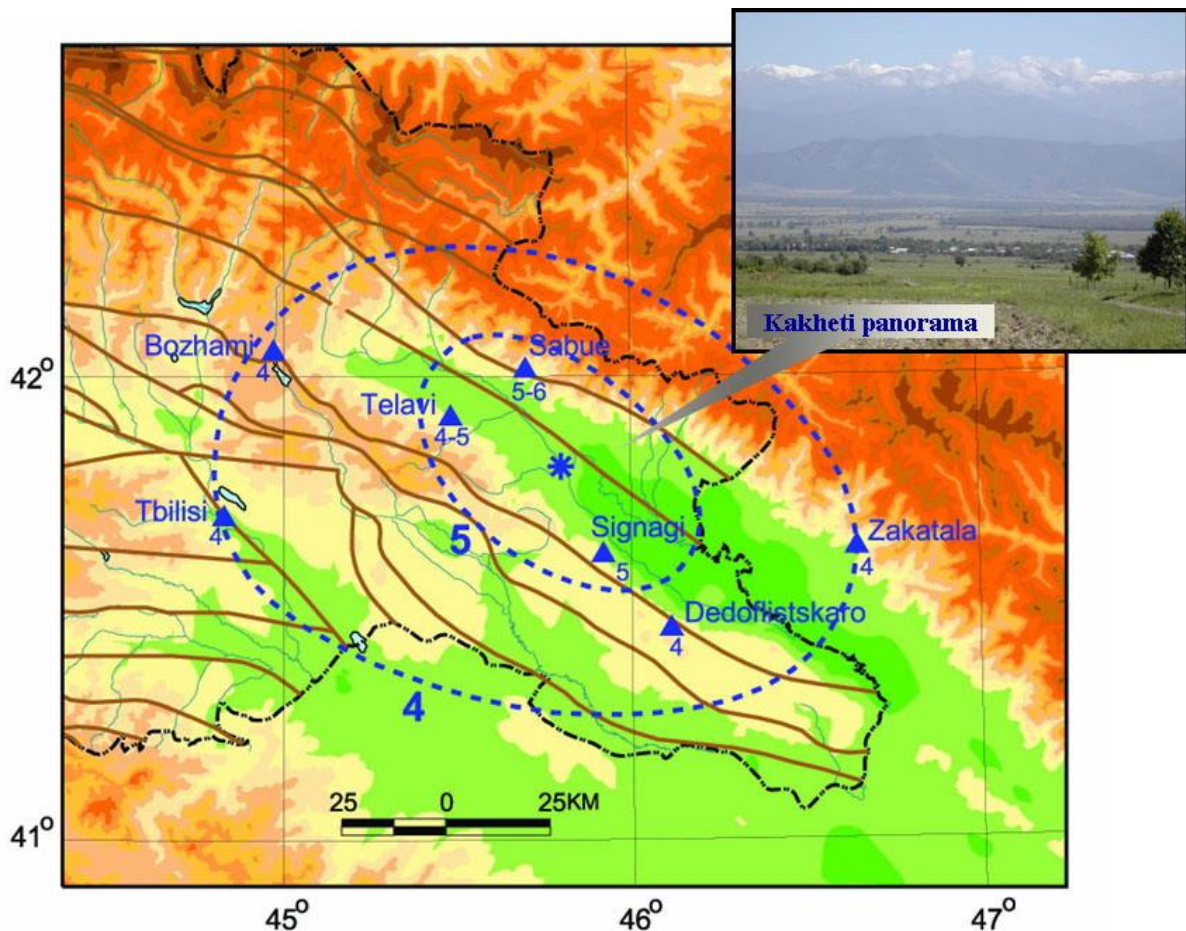 Kakheti panorama
42°
Bozhami
4
Sabue
5-6
Telavi
4-5
Tbilisi
4
5
Signagi
5
Zakatala
4
Dedoflistskaro
4
4
25 0 25KM
41°
45° 46° 47°